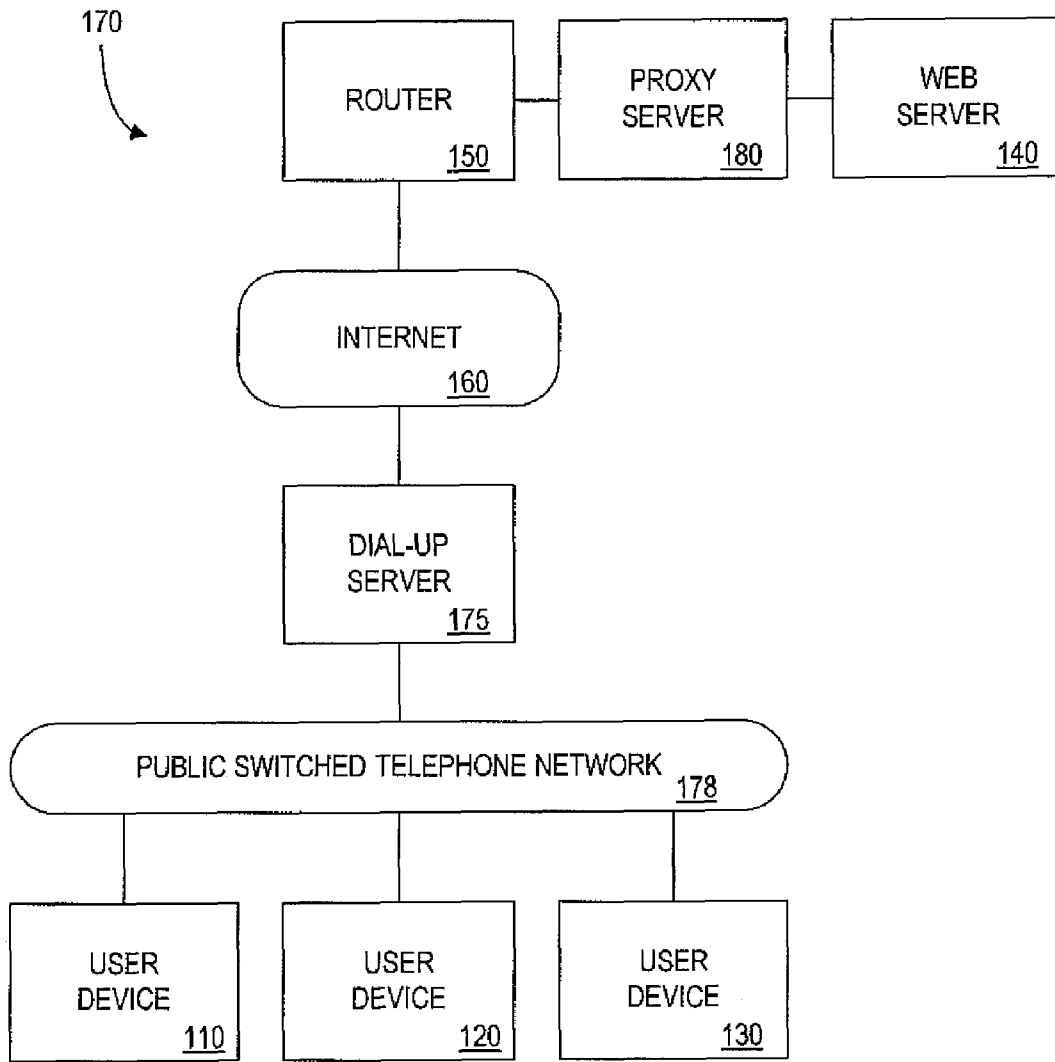 170
ROUTER
150
PROXY
SERVER
180
WEB
SERVER
140
INTERNET
160
DIAL-UP
SERVER
175
PUBLIC SWITCHED TELEPHONE NETWORK
178
USER
DEVICE
110
USER
DEVICE
120
USER
DEVICE
130